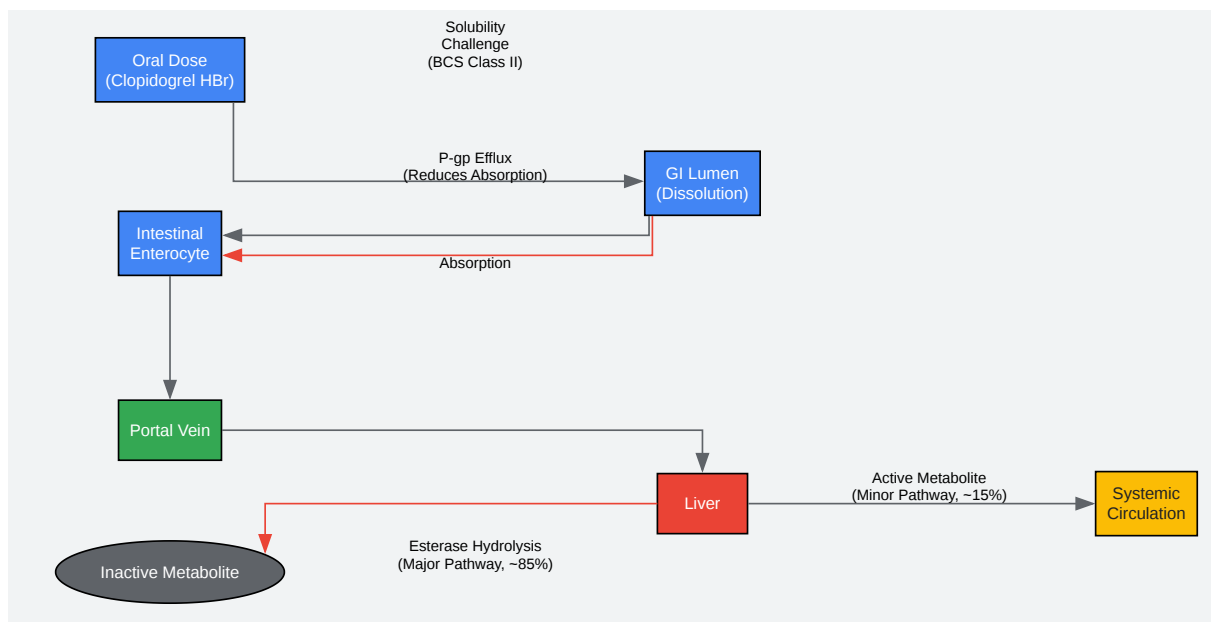 Solubility
Challenge
(BCS Class II)
Oral Dose
(Clopidogrel HBr)
P-gp Efflux
(Reduces Absorption)
GI Lumen
(Dissolution)
Intestinal
Enterocyte
Absorption
Portal Vein
Liver
Active Metabolite
(Minor Pathway, ~15%)
Systemic
Circulation
Esterase Hydrolysis
(Major Pathway, ~85%)
Inactive Metabolite